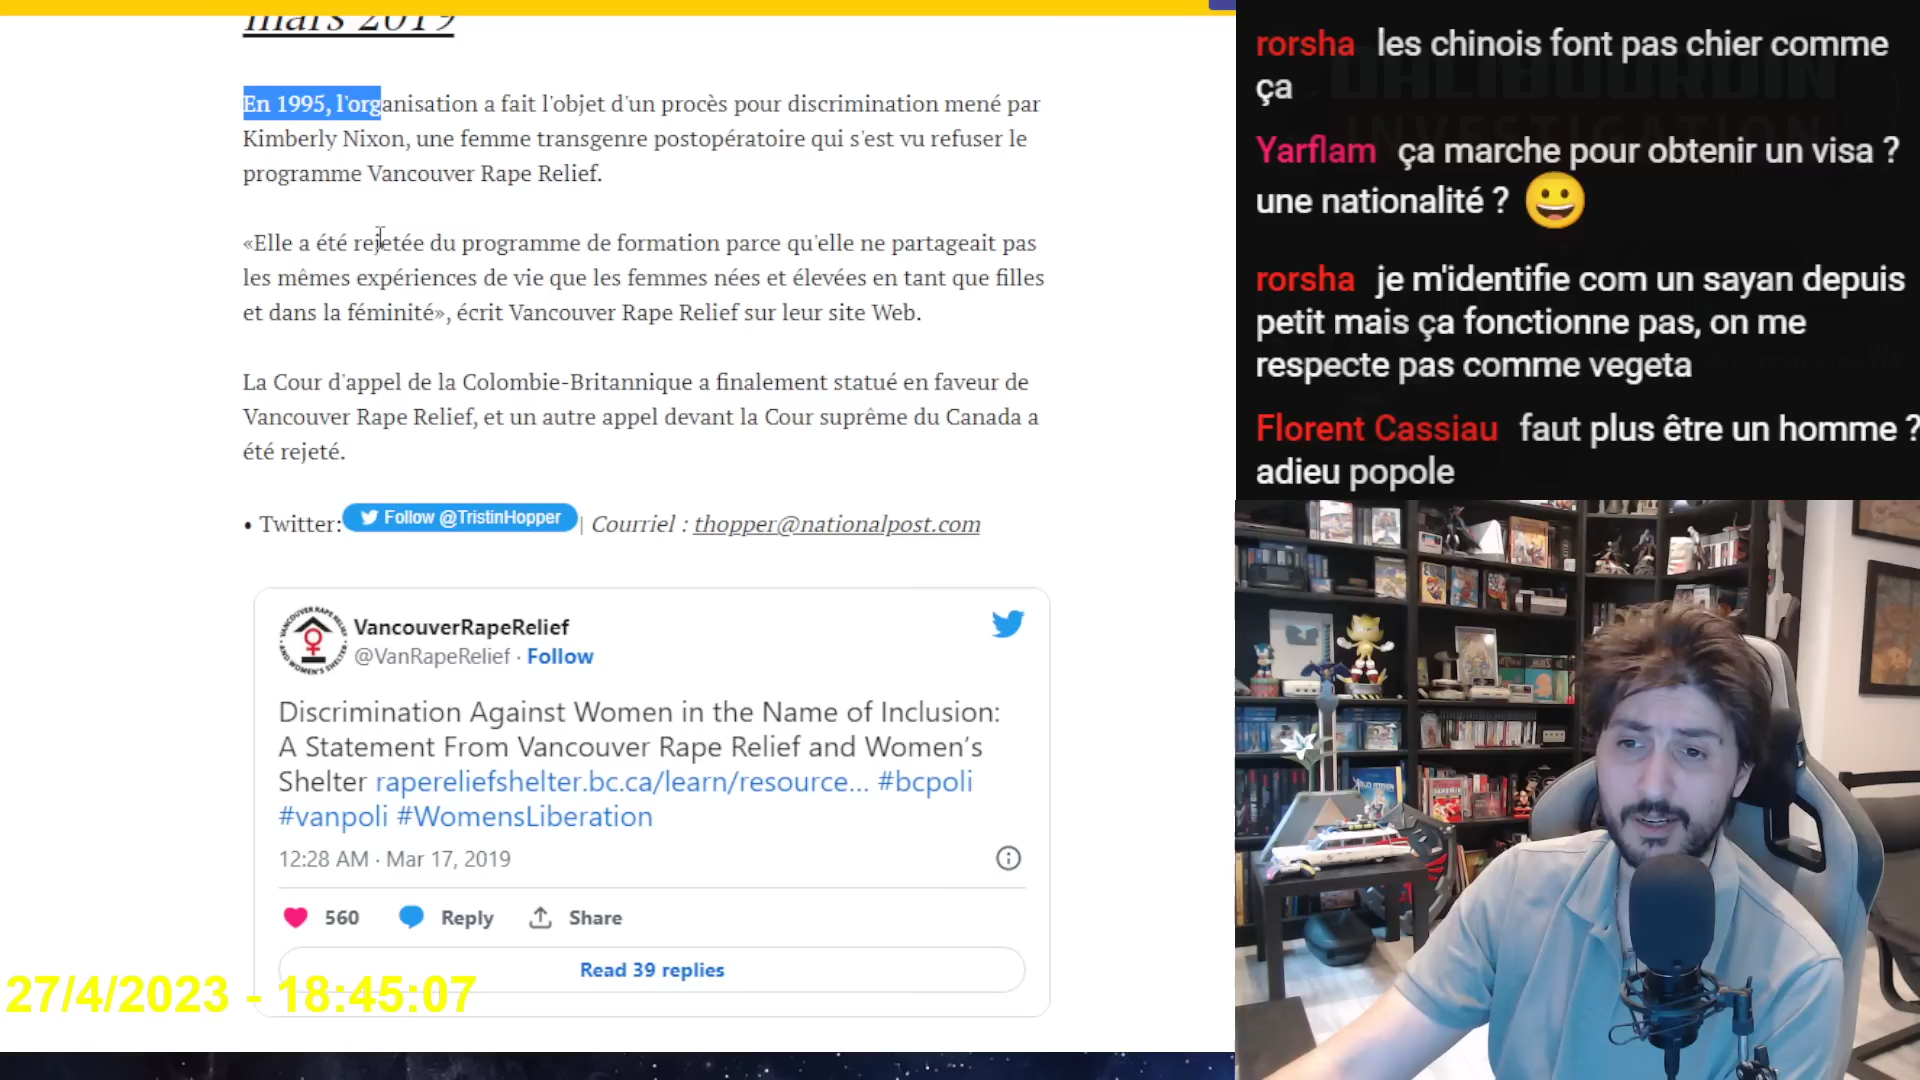 mars 2019
En 1995, l'organisation a fait l'objet d'un procès pour discrimination mené par
Kimberly Nixon, une femme transgenre postopératoire qui s'est vu refuser le
programme Vancouver Rape Relief.
«Elle a été rejetée du programme de formation parce qu'elle ne partageait pas
les mêmes expériences de vie que les femmes nées et élevées en tant que filles
et dans la féminité», écrit Vancouver Rape Relief sur leur site Web.
La Cour d'appel de la Colombie-Britannique a finalement statué en faveur de
Vancouver Rape Relief, et un autre appel devant la Cour suprême du Canada a
été rejeté.
• Twitter: Follow @TristinHopper | Courriel : thopper@nationalpost.com
VANCOUVER RAPE RELIEF AND WOMEN'S SHELTER
VancouverRapeRelief
@VanRapeRelief · Follow
Discrimination Against Women in the Name of Inclusion:
A Statement From Vancouver Rape Relief and Women's
Shelter rapereliefshelter.bc.ca/learn/resource... #bcpoli
#vanpoli #WomensLiberation
12:28 AM · Mar 17, 2019
560 Reply Share
Read 39 replies
27/4/2023 - 18:45:07
DALIBOURDIN
INVESTIGATION
rorsha les chinois font pas chier comme
ça
Yarflam ça marche pour obtenir un visa ?
une nationalité ? 😀
rorsha je m'identifie com un sayan depuis
petit mais ça fonctionne pas, on me
respecte pas comme vegeta
Florent Cassiau faut plus être un homme ?
adieu popole